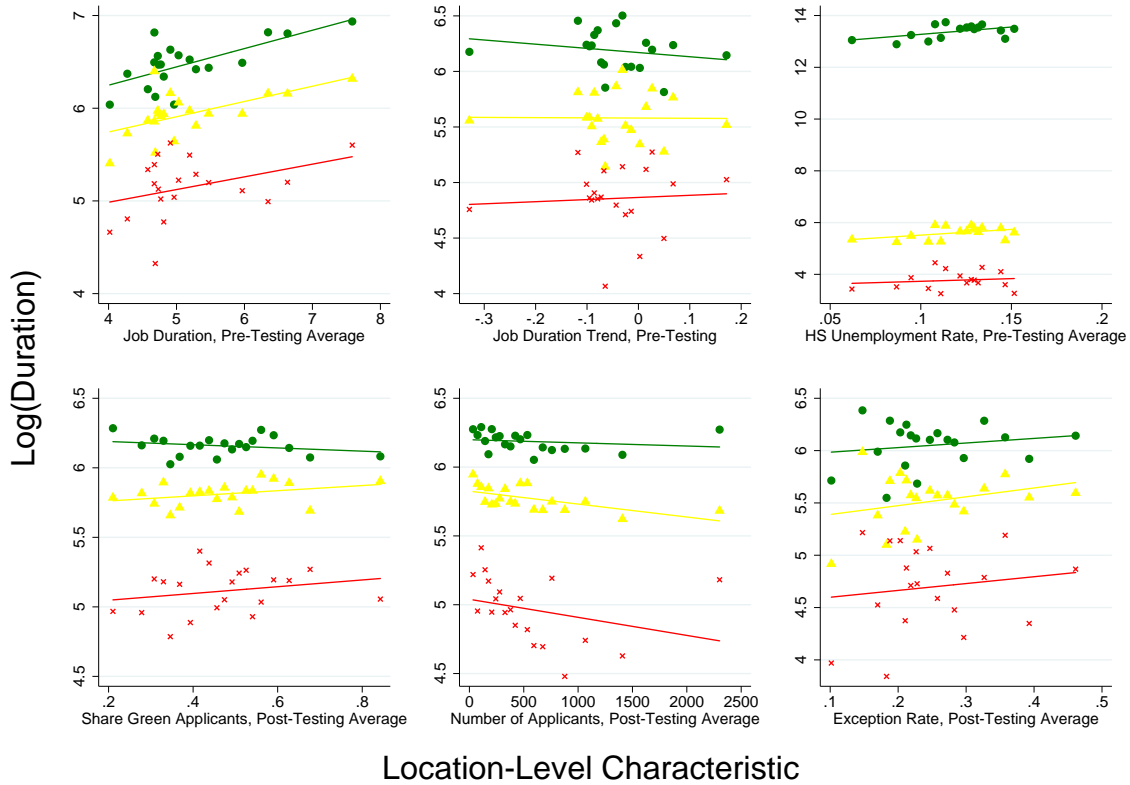 Log(Duration)
4 5 6 7
4 5 6 7 8
Job Duration, Pre-Testing Average
4 4.5 5 5.5 6 6.5
-.3 -.2 -.1 0 .1 .2
Job Duration Trend, Pre-Testing
4 6 8 10 12 14
.05 .1 .15 .2
HS Unemployment Rate, Pre-Testing Average
4.5 5 5.5 6 6.5
.2 .4 .6 .8
Share Green Applicants, Post-Testing Average
4.5 5 5.5 6 6.5
0 500 1000 1500 2000 2500
Number of Applicants, Post-Testing Average
4 4.5 5 5.5 6 6.5
.1 .2 .3 .4 .5
Exception Rate, Post-Testing Average
Location-Level Characteristic